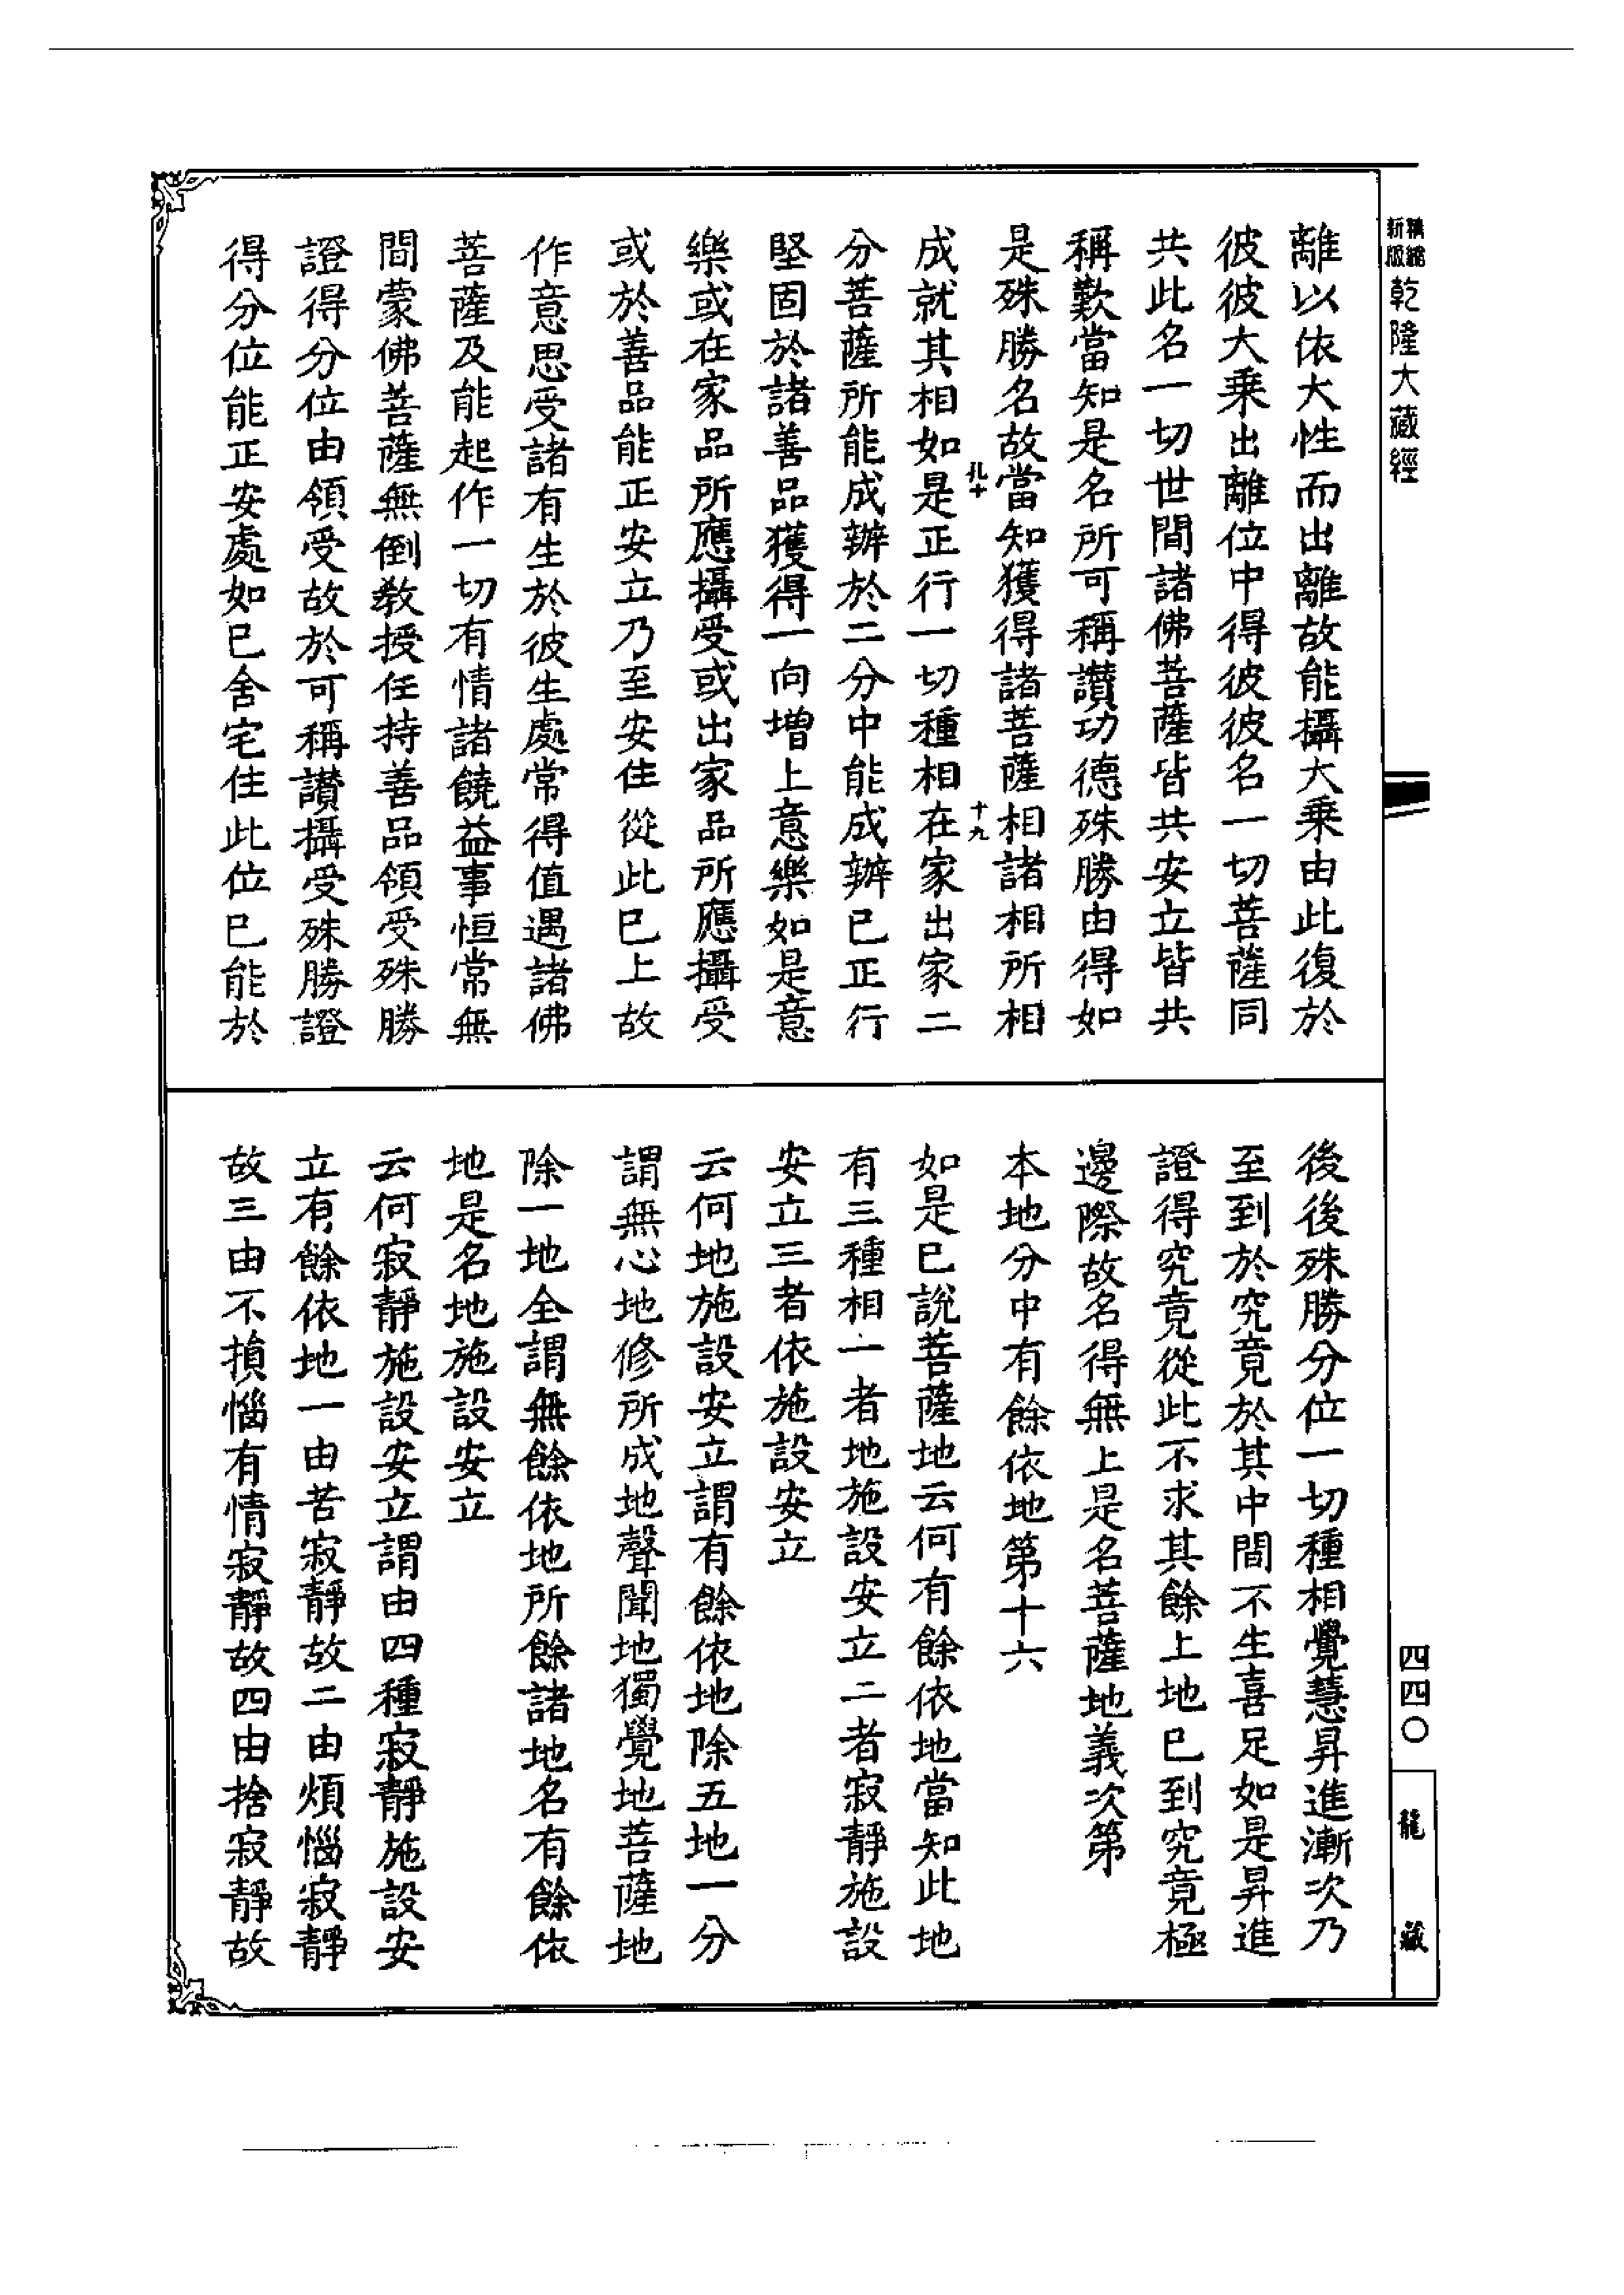 精縮
新版
乾隆大藏經
離以依大性而出離故能攝大乗由此復於
彼彼大乗出離位中得彼彼名一切菩薩同
共此名一切世間諸佛菩薩皆共安立皆共
稱歎當知是名所可稱讚功德殊勝由得如
是殊勝名故當知獲得諸菩薩相諸相所相
孔十
十九
成就其相如是正行一切種相在家出家二
分菩薩所能成辦於二分中能成辦已正行
堅固於諸善品獲得一向增上意樂如是意
樂或在家品所應攝受或出家品所應攝受
或於善品能正安立乃至安住從此已上故
作意思受諸有生於彼生處常得值遇諸佛
菩薩及能起作一切有情諸饒益事恒常無
間蒙佛菩薩無倒教授任持善品領受殊勝
證得分位由領受故於可稱讚攝受殊勝證
得分位能正安處如已舍宅住此位已能於
後後殊勝分位一切種相覺慧昇進漸次乃
至到於究竟於其中間不生喜足如是昇進
證得究竟從此不求其餘上地已到究竟極
邊際故名得無上是名菩薩地義次第
本地分中有餘依地第十六
如是已說菩薩地云何有餘依地當知此地
有三種相一者地施設安立二者寂靜施設
安立三者依施設安立
云何地施設安立謂有餘依地除五地一分
謂無心地修所成地聲聞地獨覺地菩薩地
除一地全謂無餘依地所餘諸地名有餘依
地是名地施設安立
云何寂靜施設安立謂由四種寂靜施設安
立有餘依地一由苦寂靜故二由煩惱寂靜
故三由不損惱有情寂靜故四由捨寂靜故
四四〇
龍藏